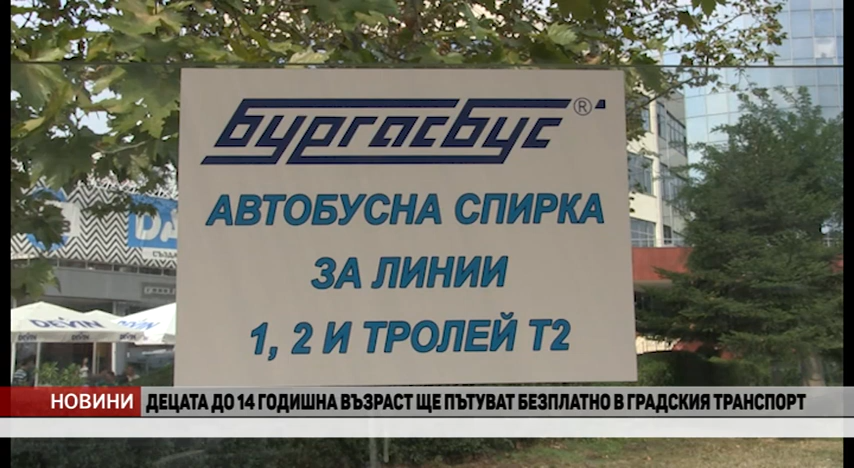 бургасбус®
АВТОБУСНА СПИРКА
ЗА ЛИНИИ
1, 2 И ТРОЛЕЙ Т2
DEVIN
DEVIN
НОВИНИ
ДЕЦАТА ДО 14 ГОДИШНА ВЪЗРАСТ ЩЕ ПЪТУВАТ БЕЗПЛАТНО В ГРАДСКИЯ ТРАНСПОРТ